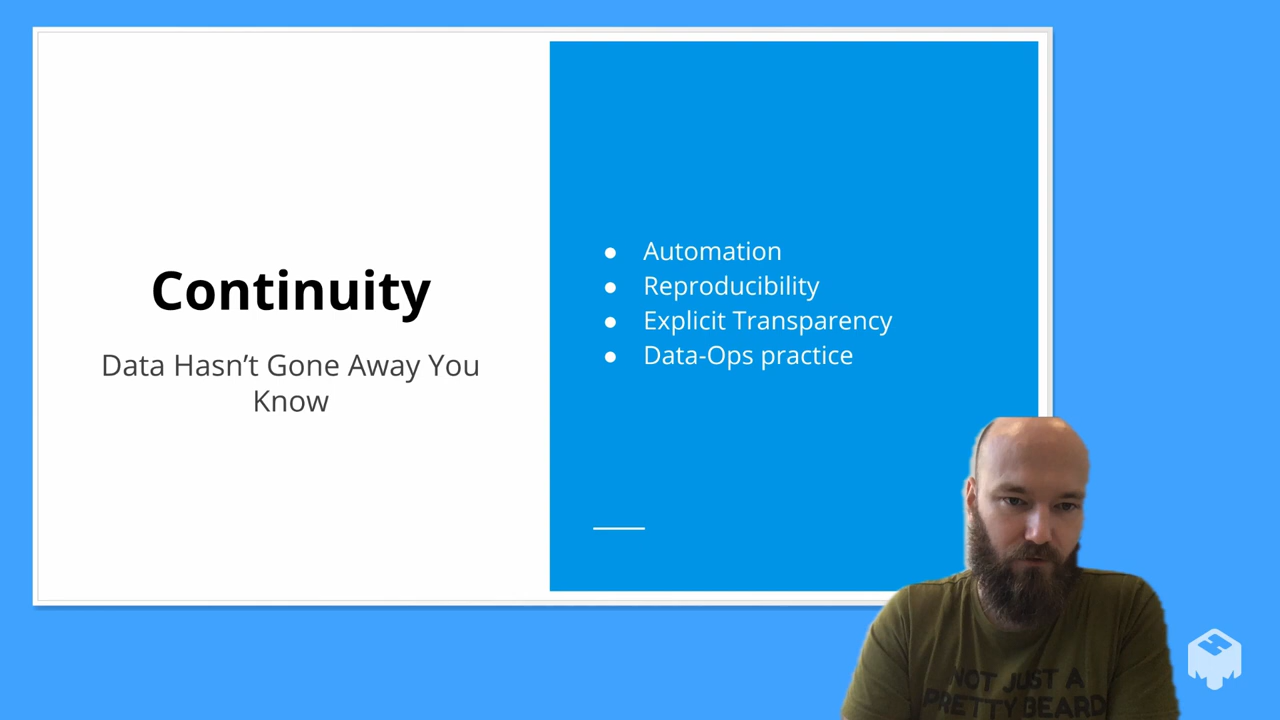 Continuity
Data Hasn’t Gone Away You
Know
● Automation
● Reproducibility
● Explicit Transparency
● Data-Ops practice
NOT JUST A
PRETTY BEARD